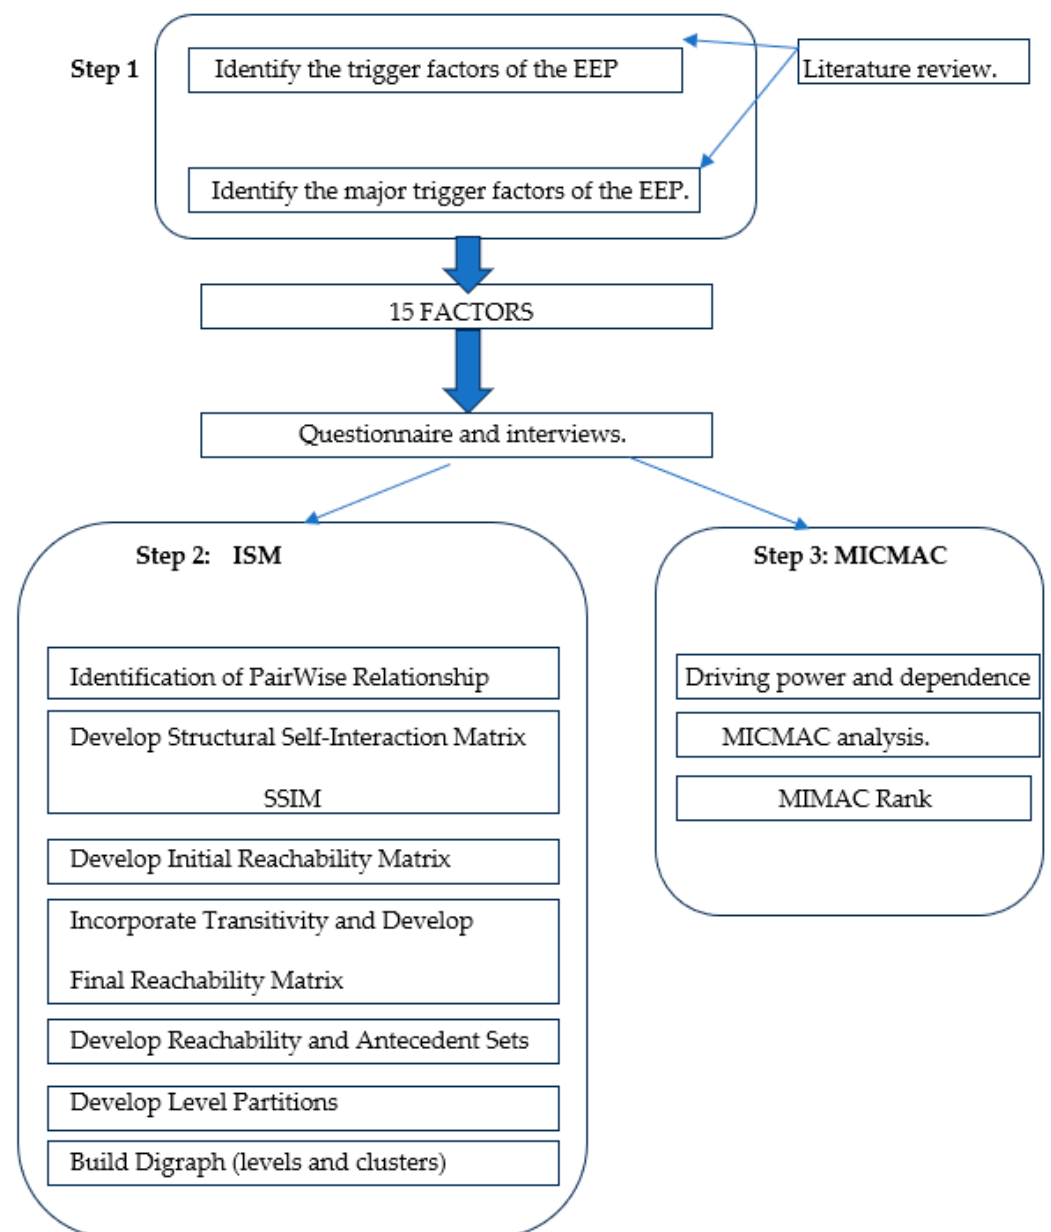 Step 1
Identify the trigger factors of the EEP
Literature review.
Identify the major trigger factors of the EEP.
15 FACTORS
Questionnaire and interviews.
Step 2: ISM
Identification of PairWise Relationship
Develop Structural Self-Interaction Matrix
SSIM
Develop Initial Reachability Matrix
Incorporate Transitivity and Develop
Final Reachability Matrix
Develop Reachability and Antecedent Sets
Develop Level Partitions
Build Digraph (levels and clusters)
Step 3: MICMAC
Driving power and dependence
MICMAC analysis.
MIMAC Rank